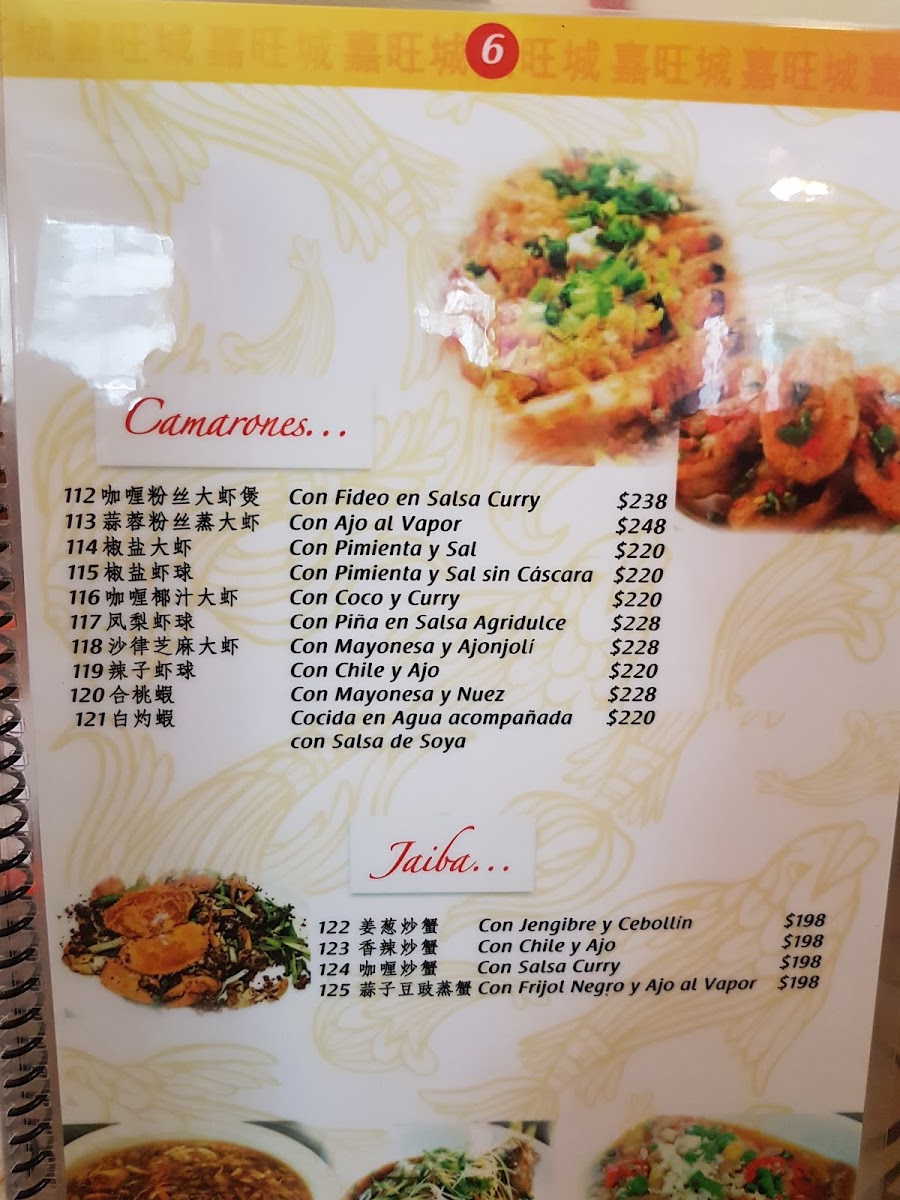 城嘉旺城嘉旺城嘉旺城 6 旺城嘉旺城嘉旺城嘉
Camarones...
112 咖喱粉丝大虾煲 Con Fideo en Salsa Curry $238
113 蒜蓉粉丝蒸大虾 Con Ajo al Vapor $248
114 椒盐大虾 Con Pimienta y Sal $220
115 椒盐虾球 Con Pimienta y Sal sin Cáscara $220
116 咖喱椰汁大虾 Con Coco y Curry $220
117 凤梨虾球 Con Piña en Salsa Agridulce $228
118 沙律芝麻大虾 Con Mayonesa y Ajonjolí $228
119 辣子虾球 Con Chile y Ajo $220
120 合桃蝦 Con Mayonesa y Nuez $228
121 白灼蝦 Cocida en Agua acompañada $220
con Salsa de Soya
Jaiba...
122 姜葱炒蟹 Con Jengibre y Cebollín $198
123 香辣炒蟹 Con Chile y Ajo $198
124 咖喱炒蟹 Con Salsa Curry $198
125 蒜子豆豉蒸蟹 Con Frijol Negro y Ajo al Vapor $198